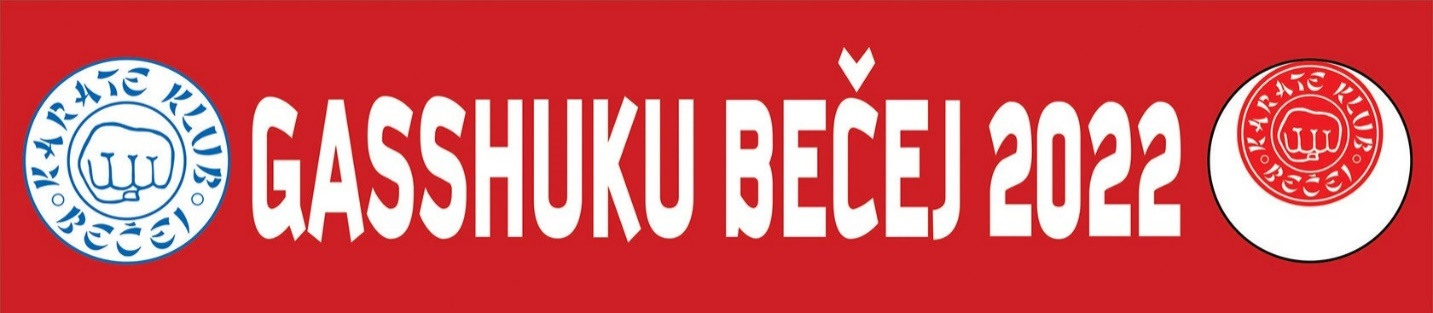 KARATE KLUB
BEČEJ
GASSHUKU BEČEJ 2022
KARATE KLUB
BEČEJ